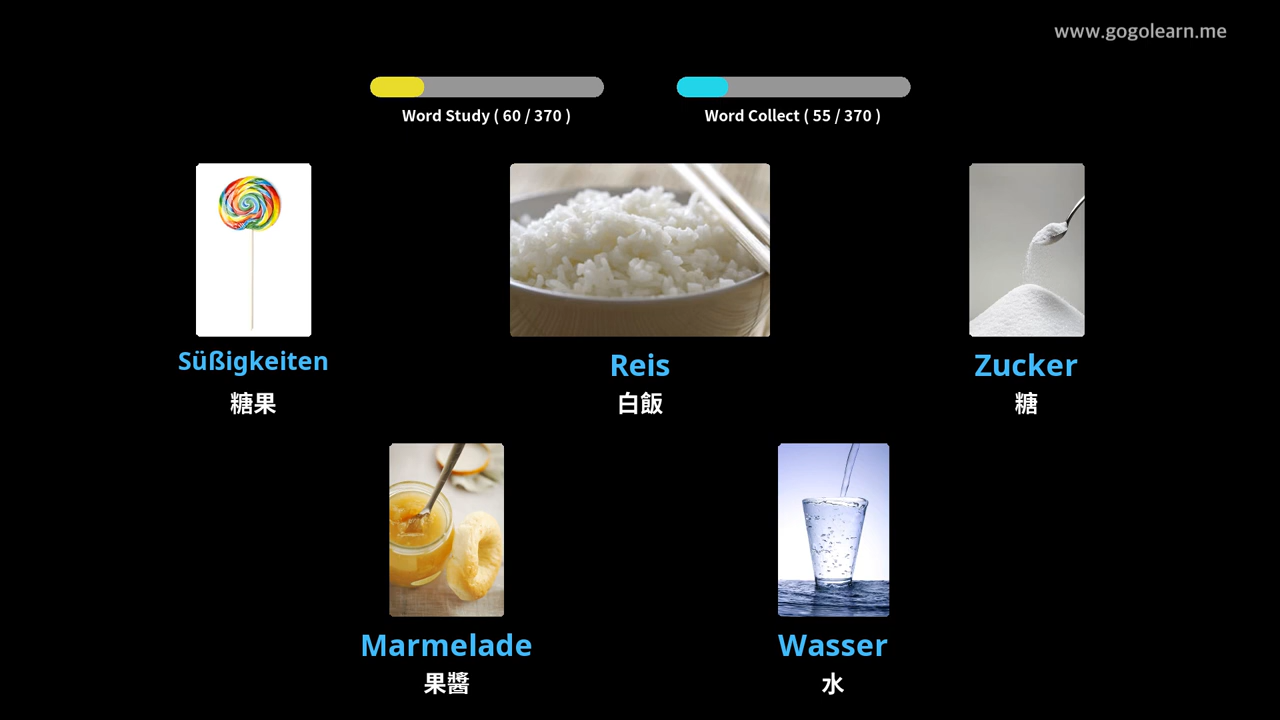 www.gogolearn.me
Word Study ( 60 / 370 )
Word Collect ( 55 / 370 )
Süßigkeiten
糖果
Reis
白飯
Zucker
糖
Marmelade
果醬
Wasser
水